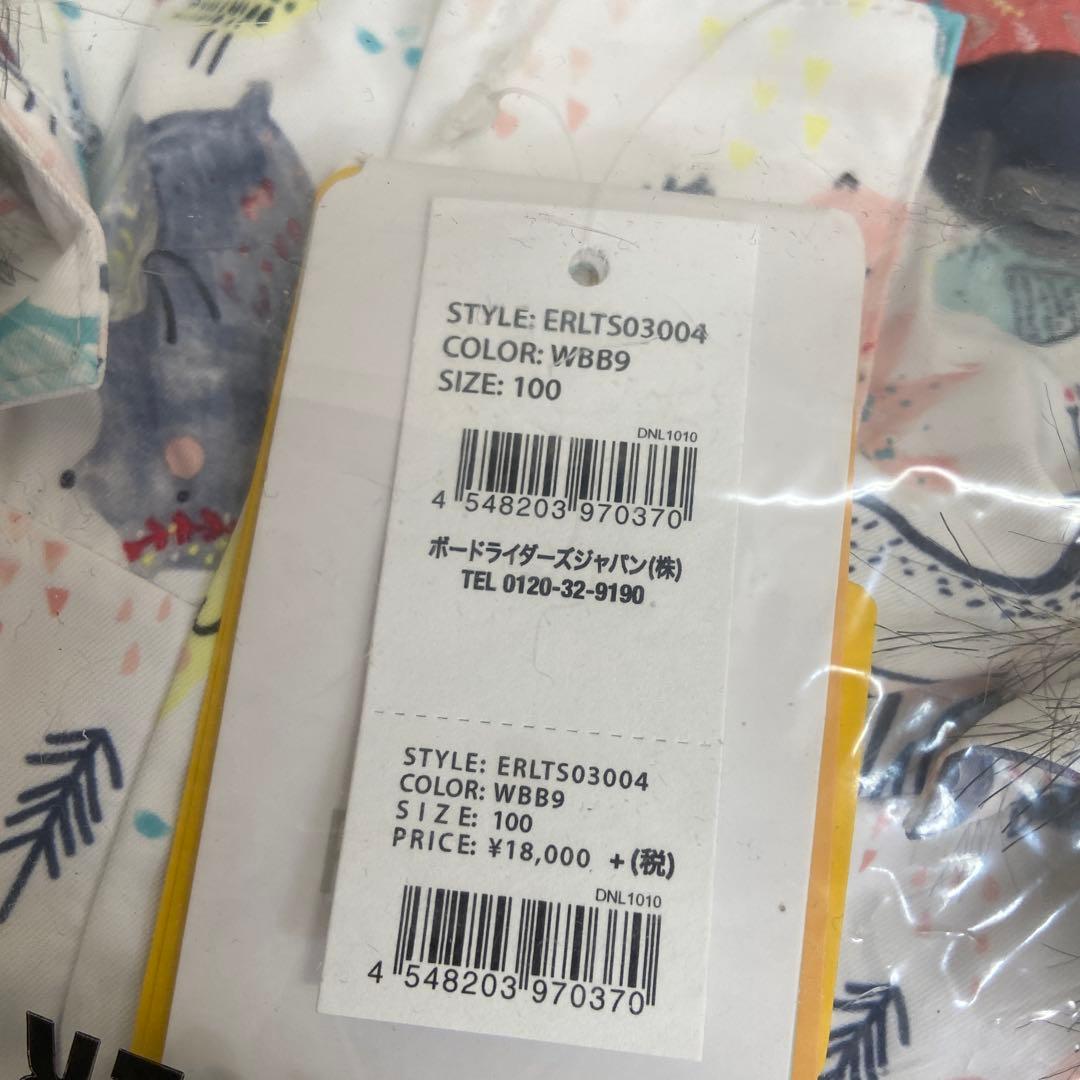 STYLE: ERLTS03004
COLOR: WBB9
SIZE: 100
DNL1010
4 548203 970370
ボードライダーズジャパン(株)
TEL 0120-32-9190
STYLE: ERLTS03004
COLOR: WBB9
SIZE: 100
PRICE: ¥18,000 +(税)
DNL1010
4 548203 970370